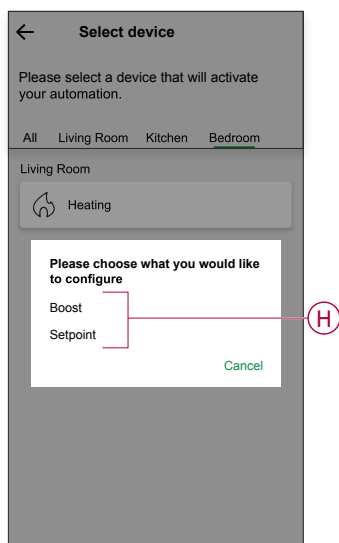 Select device
Please select a device that will activate
your automation.
All Living Room Kitchen Bedroom
Living Room
Heating
Please choose what you would like
to configure
Boost
Setpoint
H
Cancel